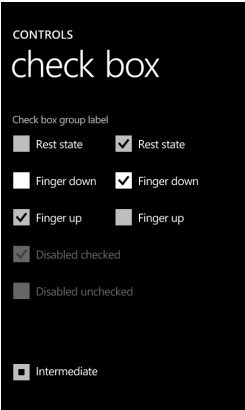 CONTROLS
check box
Check box group label
Rest state Rest state
Finger down Finger down
Finger up Finger up
Disabled checked
Disabled unchecked
Intermediate